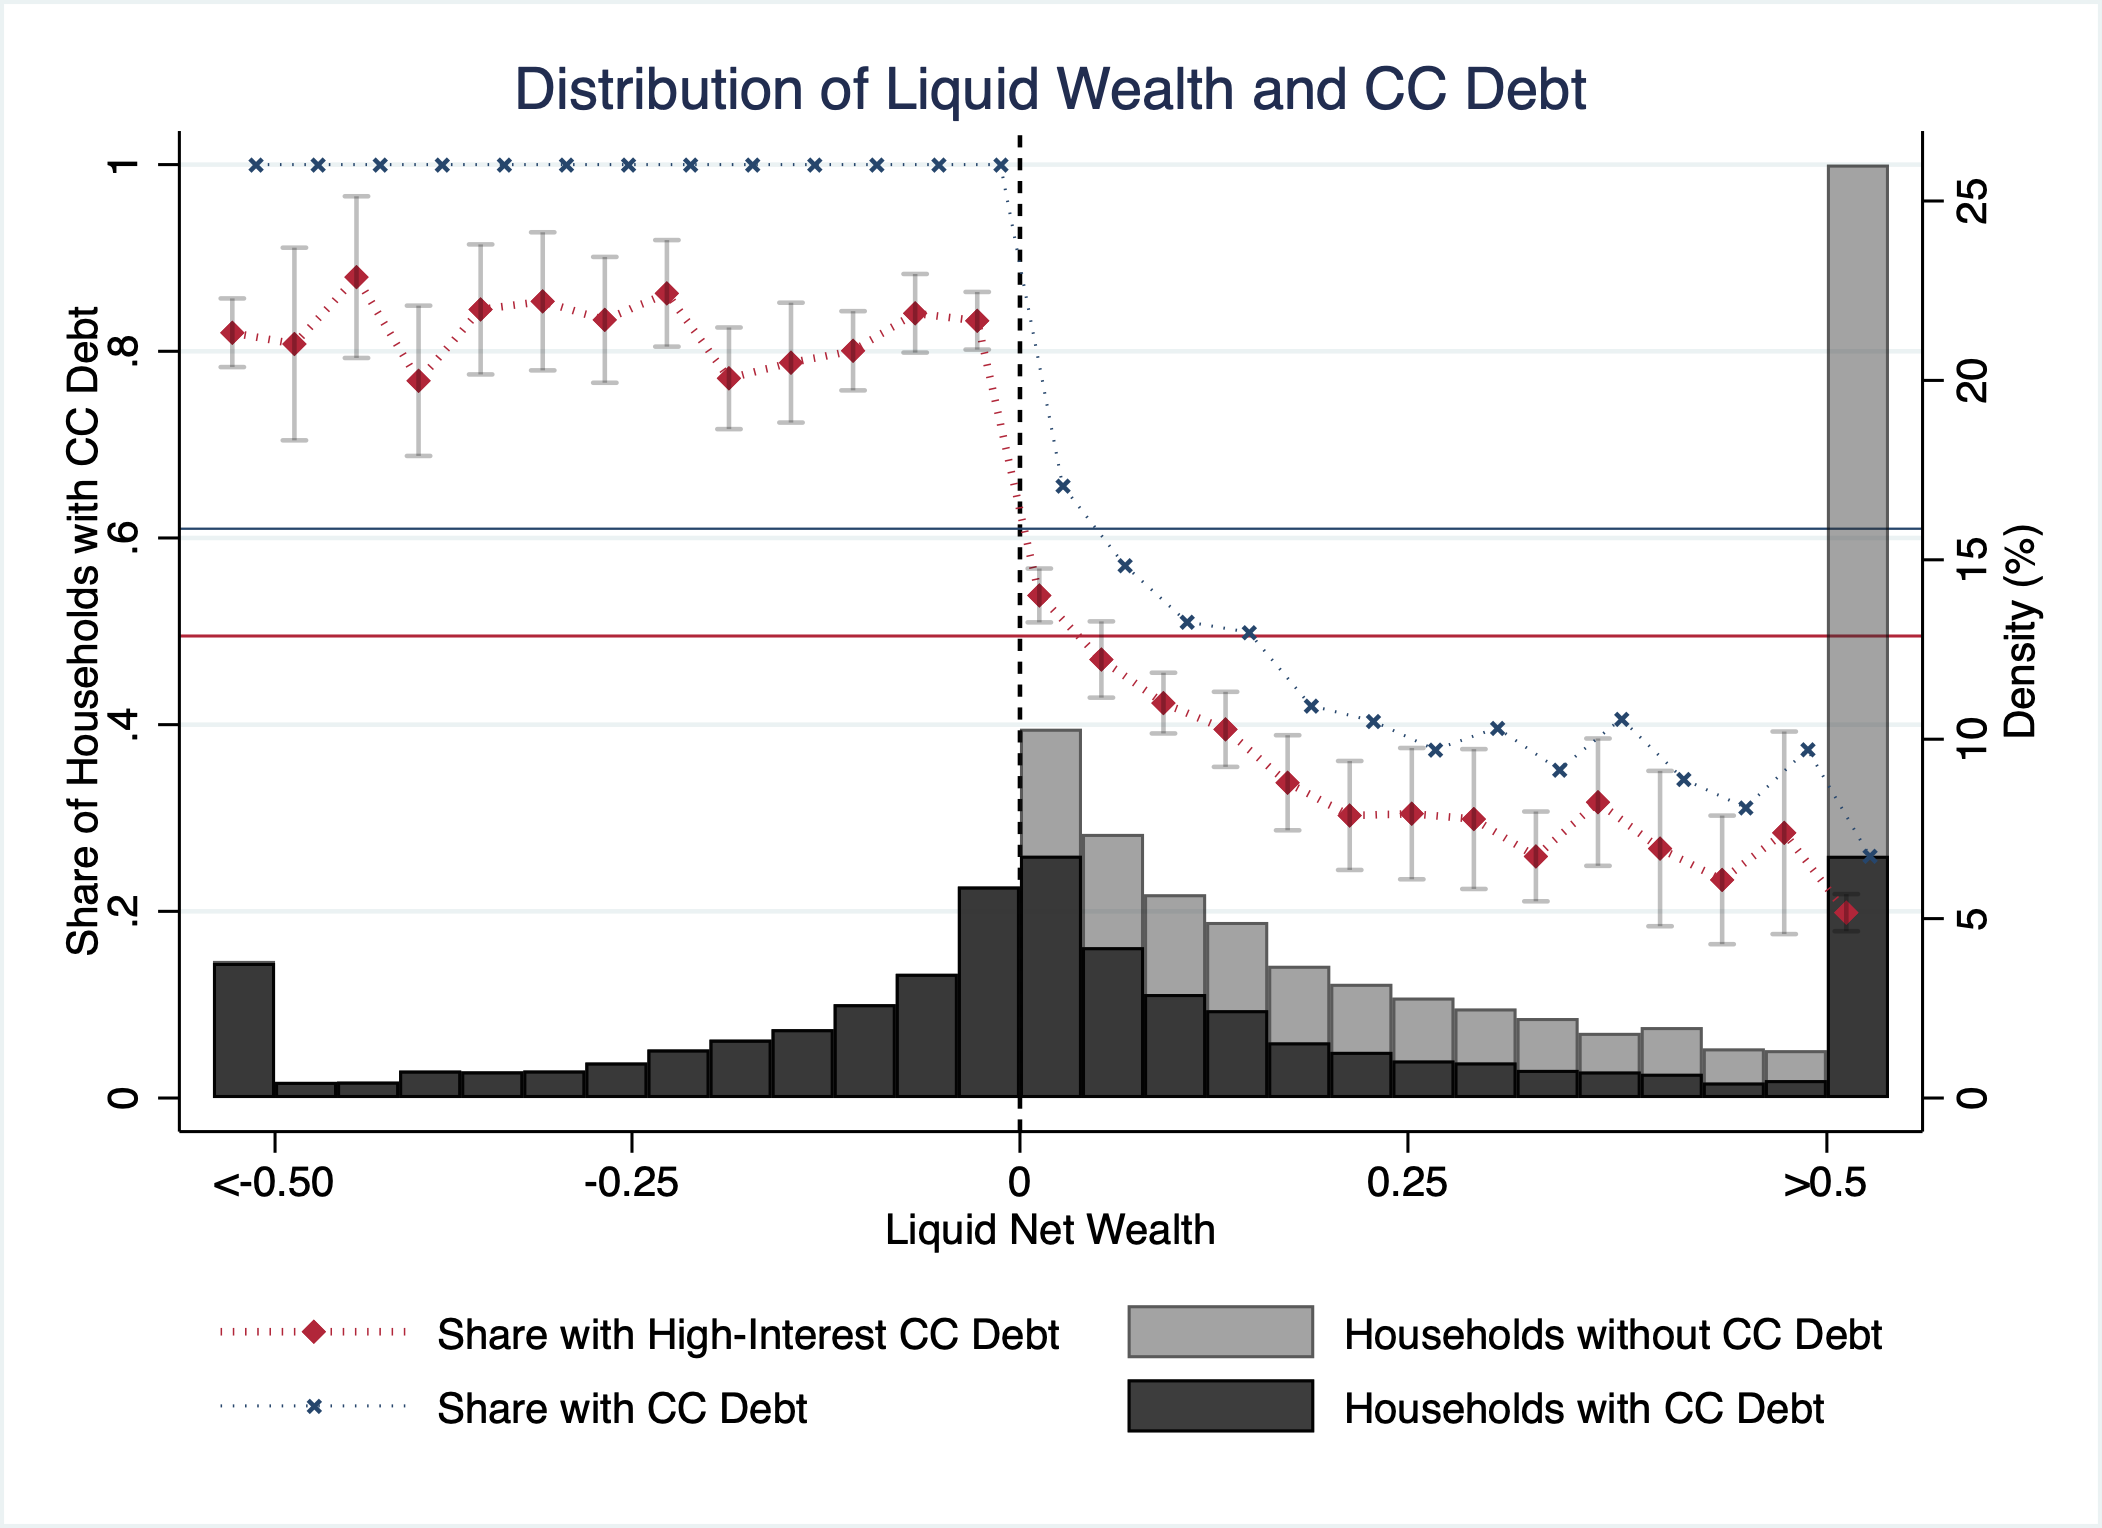 Distribution of Liquid Wealth and CC Debt
Share of Households with CC Debt
1
.8
.6
.4
.2
0
25
20
15
10
5
0
Density (%)
<-0.50
-0.25
0
0.25
>0.5
Liquid Net Wealth
Share with High-Interest CC Debt
Households without CC Debt
Share with CC Debt
Households with CC Debt